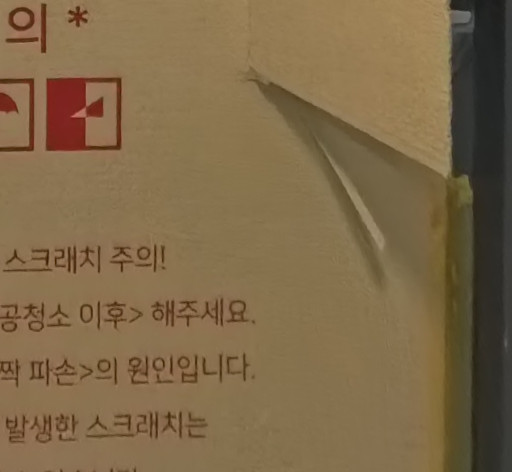 의 *
스크래치 주의!
공청소 이후> 해주세요.
짝 파손>의 원인입니다.
발생한 스크래치는